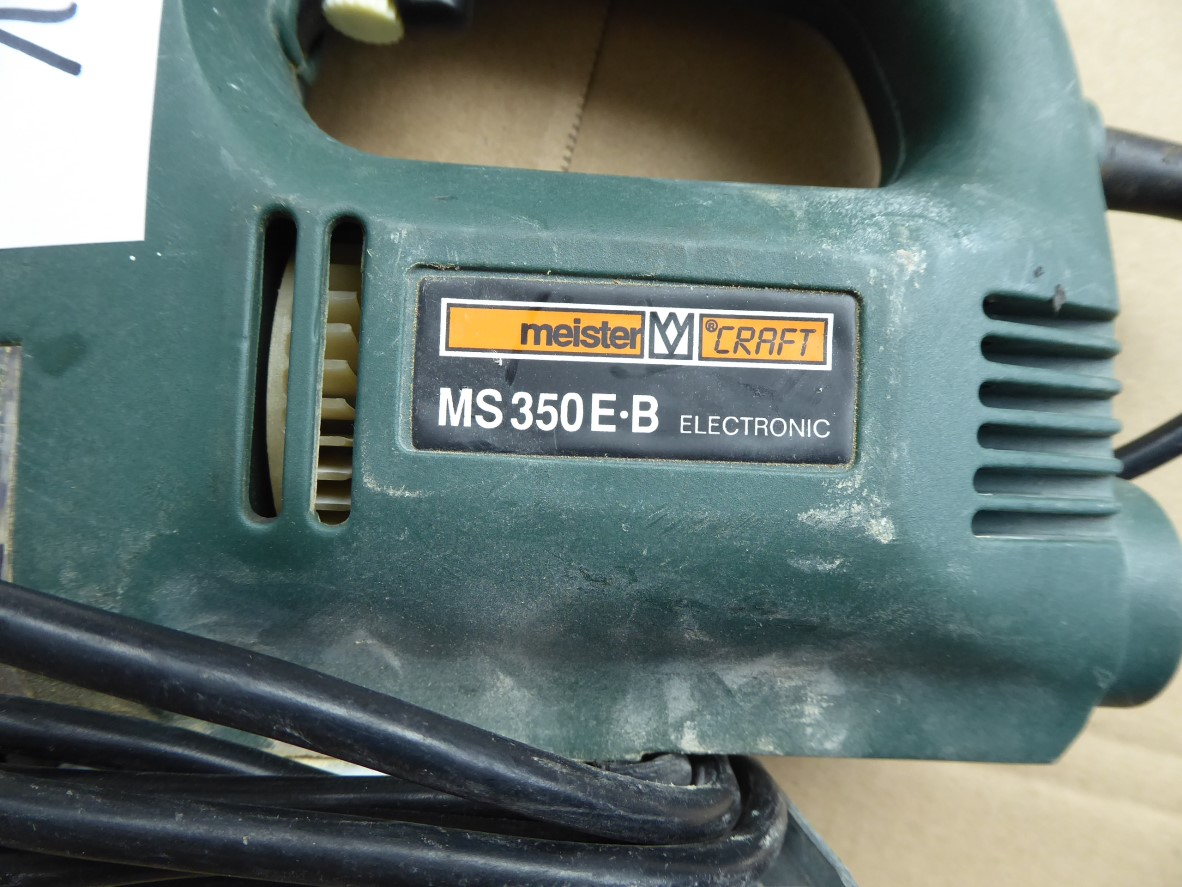 meister ®CRAFT
MS 350 E·B ELECTRONIC